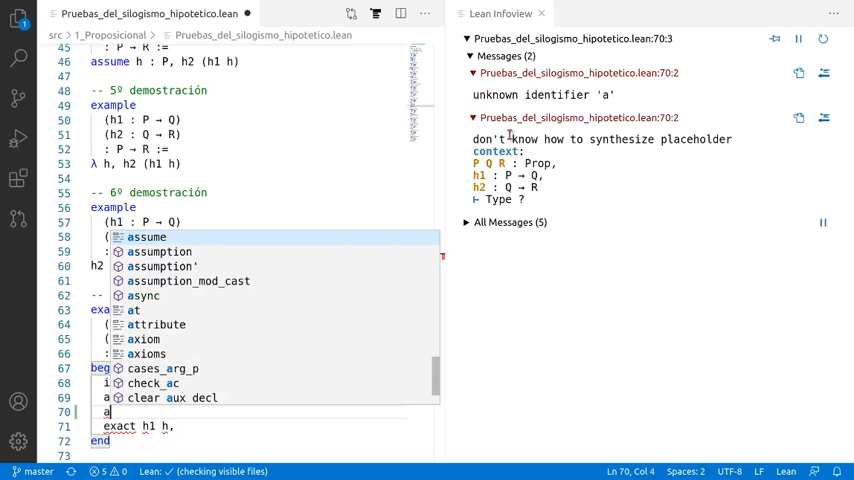 Pruebas_del_silogismo_hipotetico.lean
Lean Infoview
src > 1_Proposicional > Pruebas_del_silogismo_hipotetico.lean
45 : P → R :=
46 assume h : P, h2 (h1 h)
47
48 -- 5º demostración
49 example
50 (h1 : P → Q)
51 (h2 : Q → R)
52 : P → R :=
53 λ h, h2 (h1 h)
54
55 -- 6º demostración
56 example
57 (h1 : P → Q)
58 (
59 :
60 h2
61
62 --
63 exa
64 (
65 (
66 :
67 beg
68 i
69 a
70 a
71 exact h1 h,
72 end
73
assume
assumption
assumption'
assumption_mod_cast
async
at
attribute
axiom
axioms
cases_arg_p
check_ac
clear_aux_decl
Pruebas_del_silogismo_hipotetico.lean:70:3
Messages (2)
Pruebas_del_silogismo_hipotetico.lean:70:2
unknown identifier 'a'
Pruebas_del_silogismo_hipotetico.lean:70:2
don't know how to synthesize placeholder
context:
P Q R : Prop,
h1 : P → Q,
h2 : Q → R
⊢ Type ?
All Messages (5)
1
master
5 0 Lean: ✓ (checking visible files)
Ln 70, Col 4 Spaces: 2 UTF-8 LF Lean